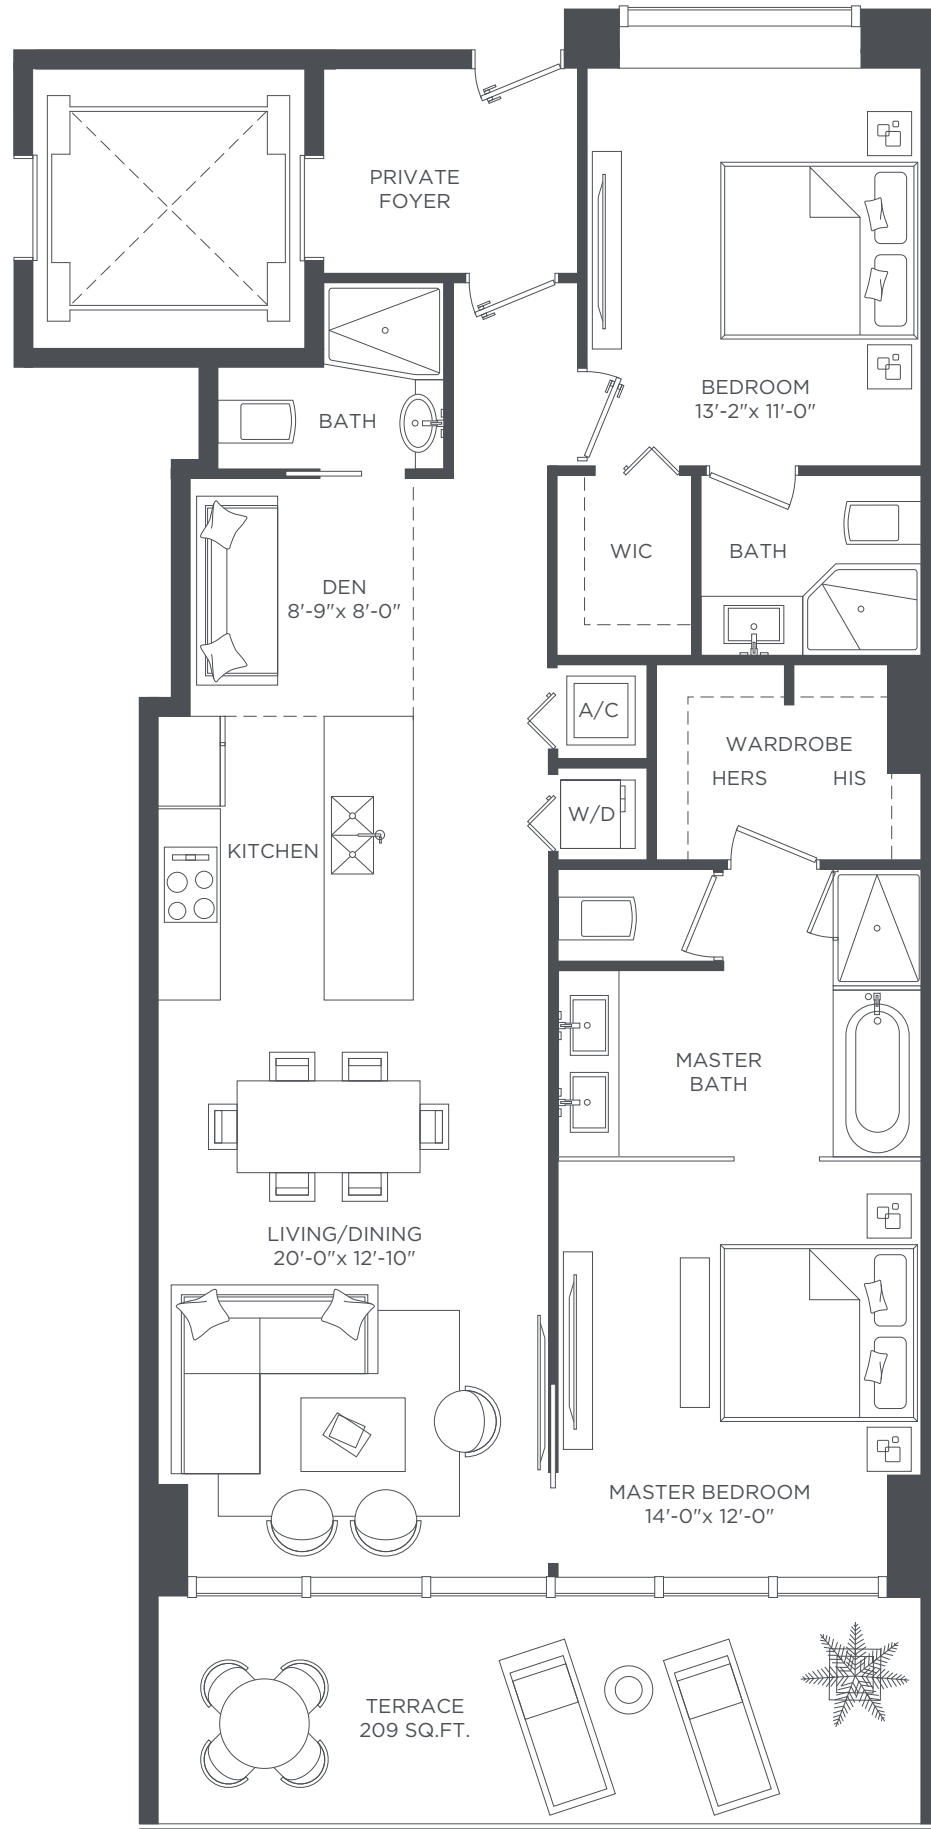 PRIVATE
FOYER
BEDROOM
13'-2"x 11'-0"
BATH
WIC
BATH
DEN
8'-9"x 8'-0"
A/C
WARDROBE
HERS HIS
W/D
KITCHEN
MASTER
BATH
LIVING/DINING
20'-0"x 12'-10"
MASTER BEDROOM
14'-0"x 12'-0"
TERRACE
209 SQ.FT.